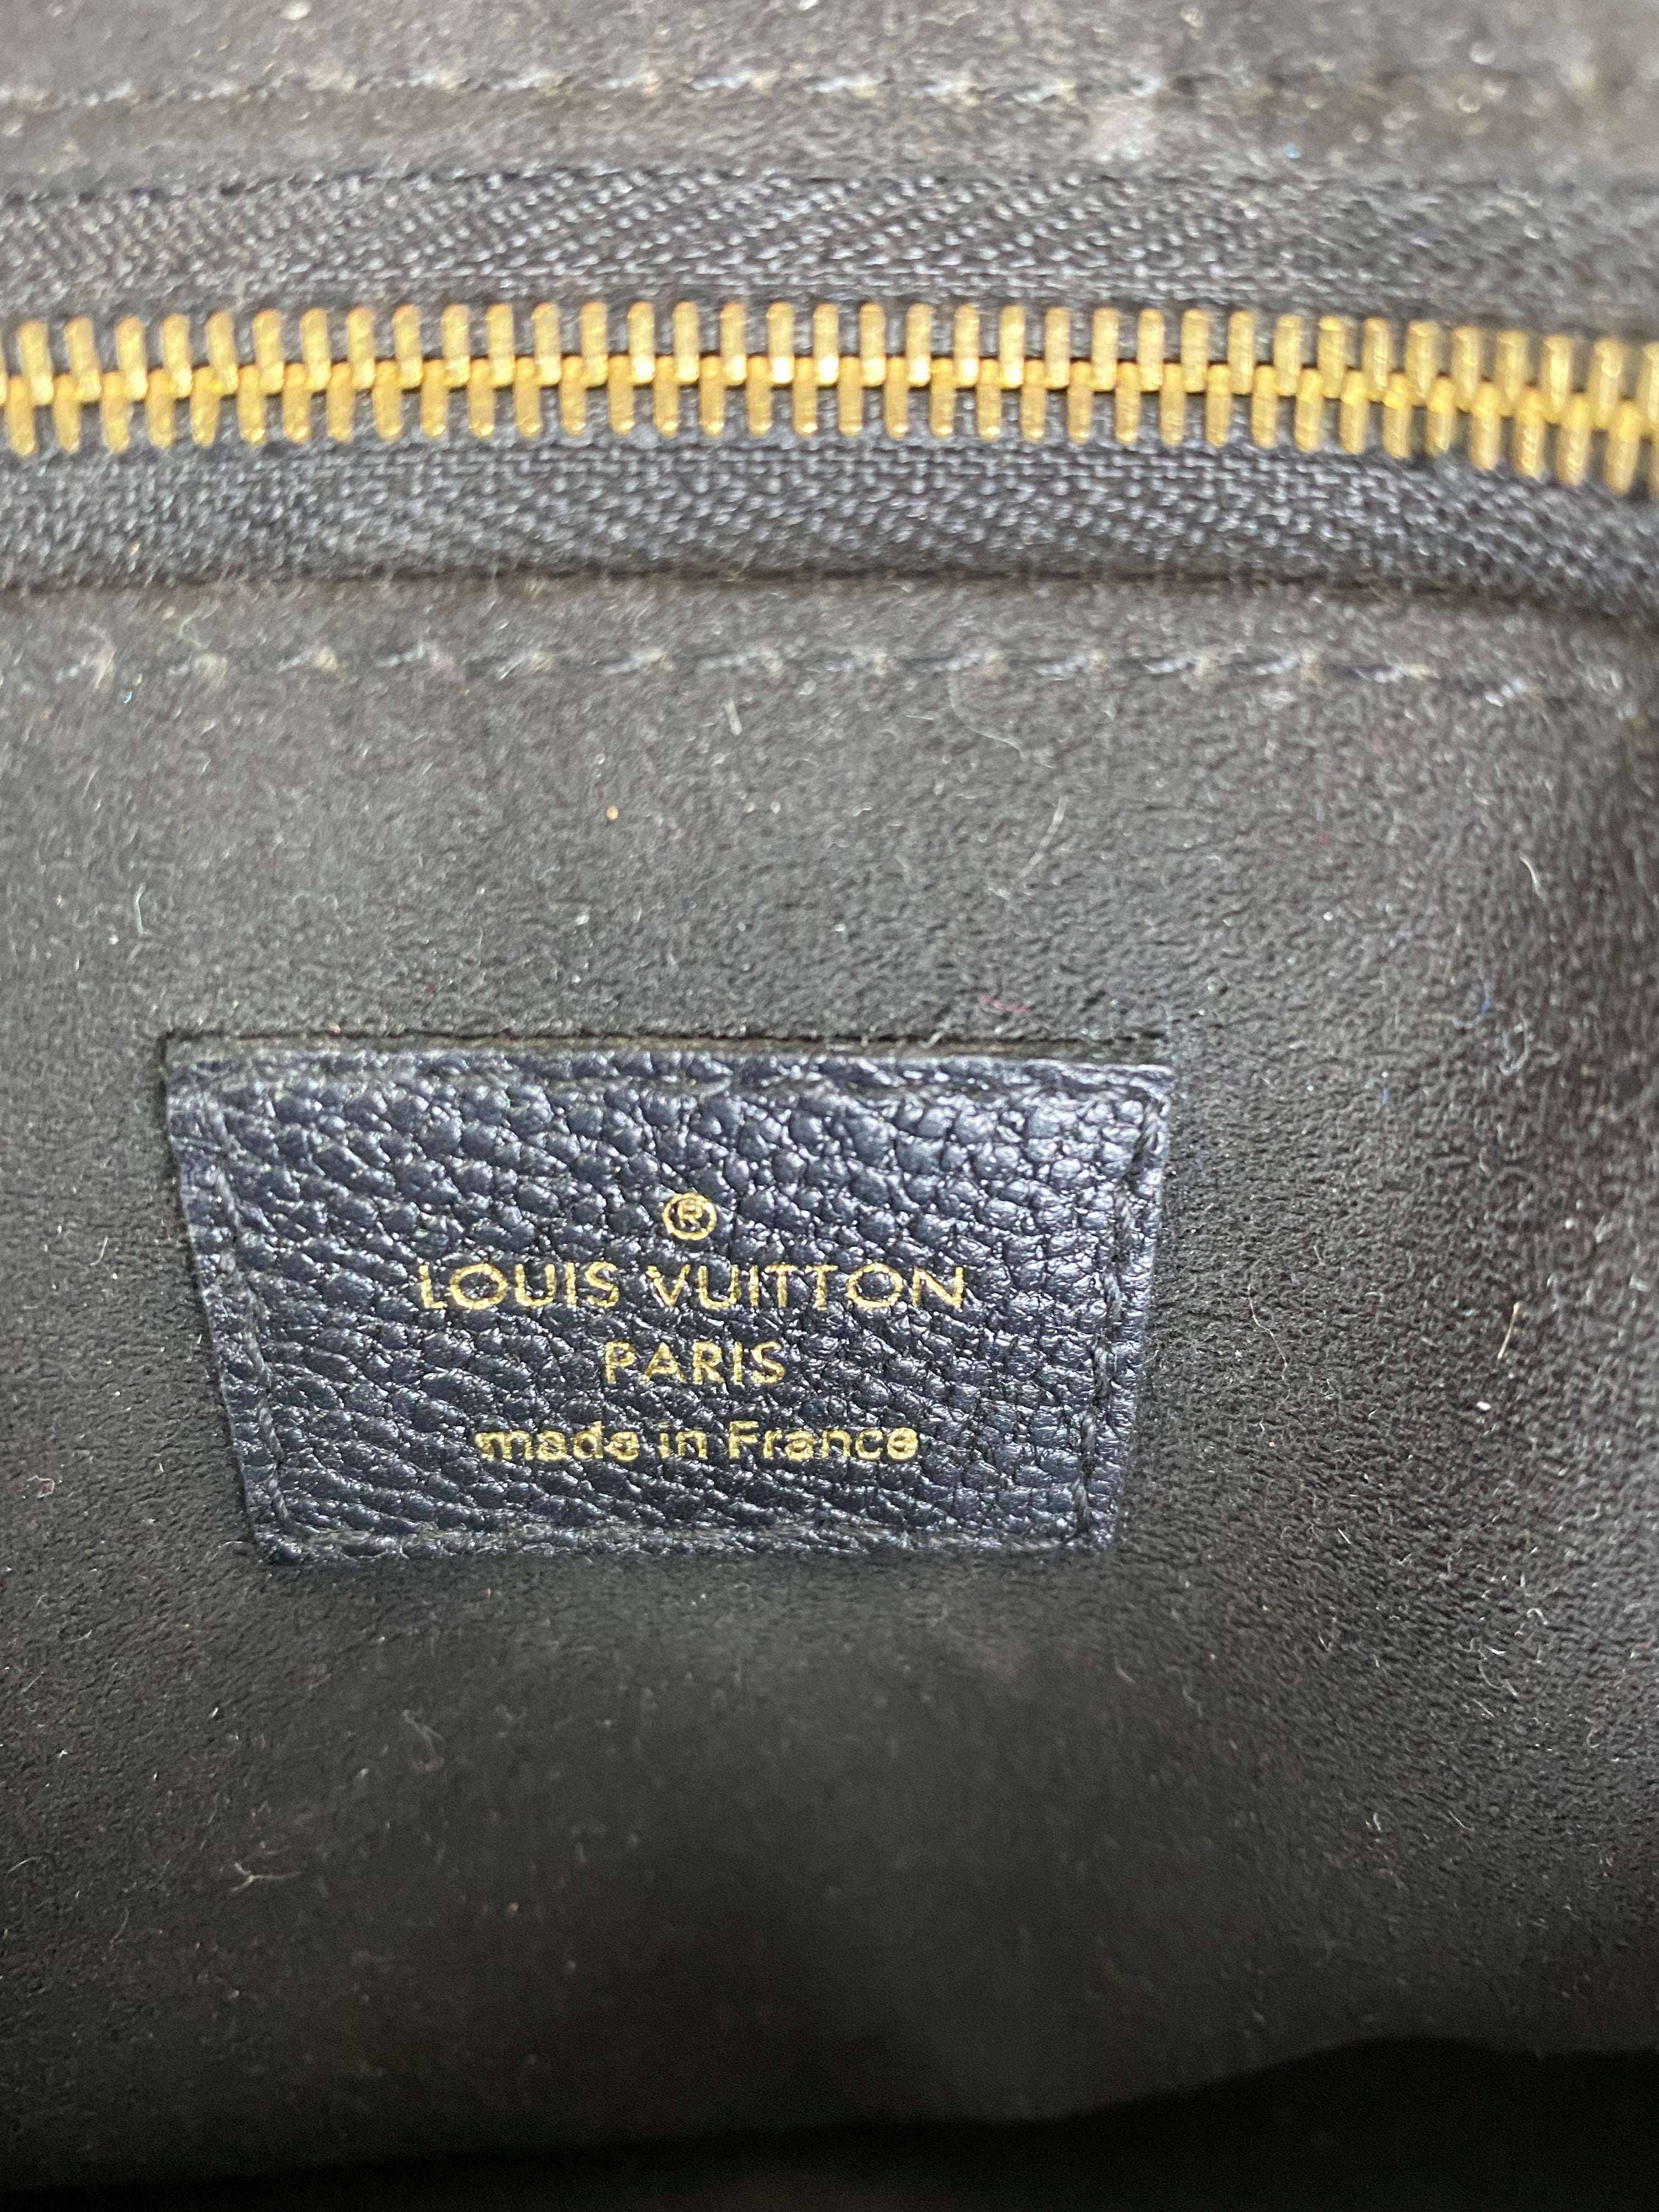 ®
LOUIS VUITTON
PARIS
made in France